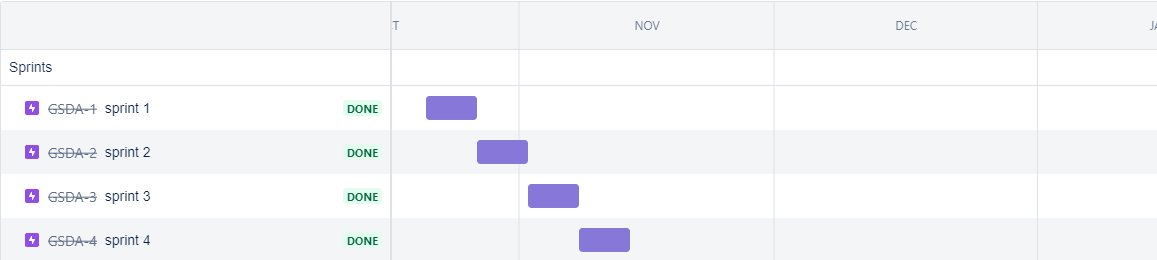 T NOV DEC JA
Sprints
GSDA-1 sprint 1 DONE
GSDA-2 sprint 2 DONE
GSDA-3 sprint 3 DONE
GSDA-4 sprint 4 DONE